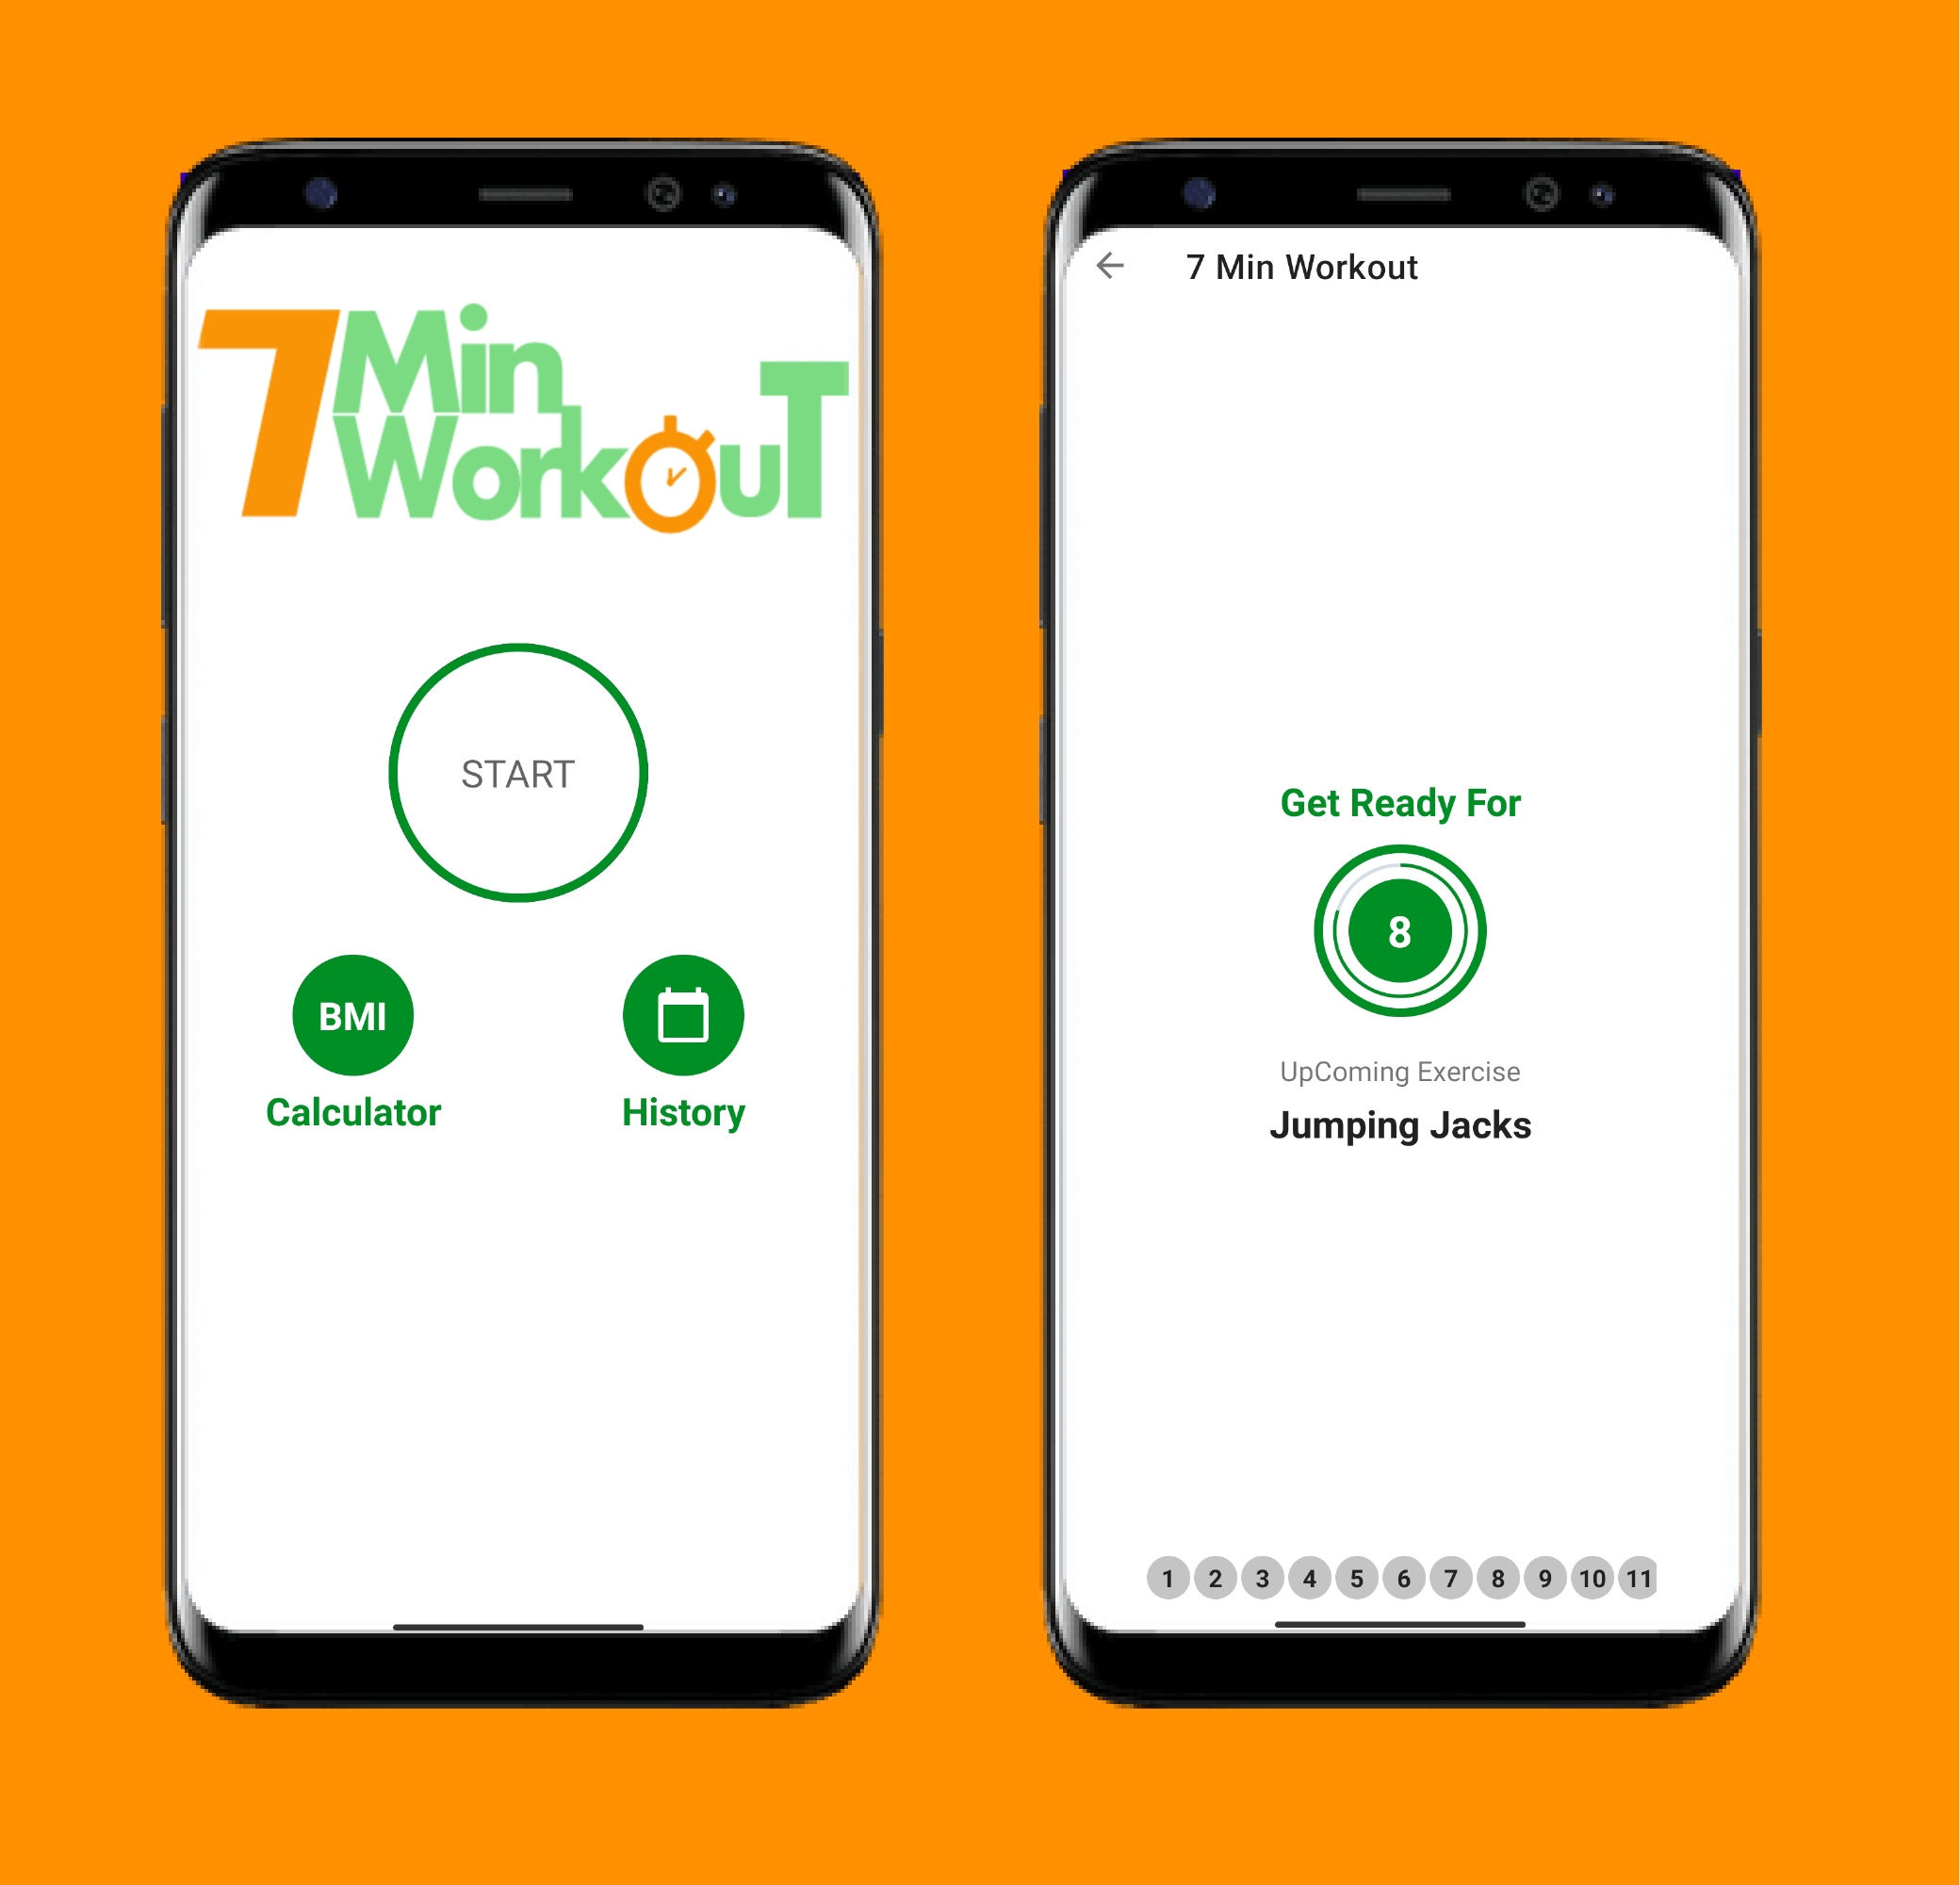 7 Min
WorkouT
START
BMI
Calculator
History
7 Min Workout
Get Ready For
8
UpComing Exercise
Jumping Jacks
1 2 3 4 5 6 7 8 9 10 11